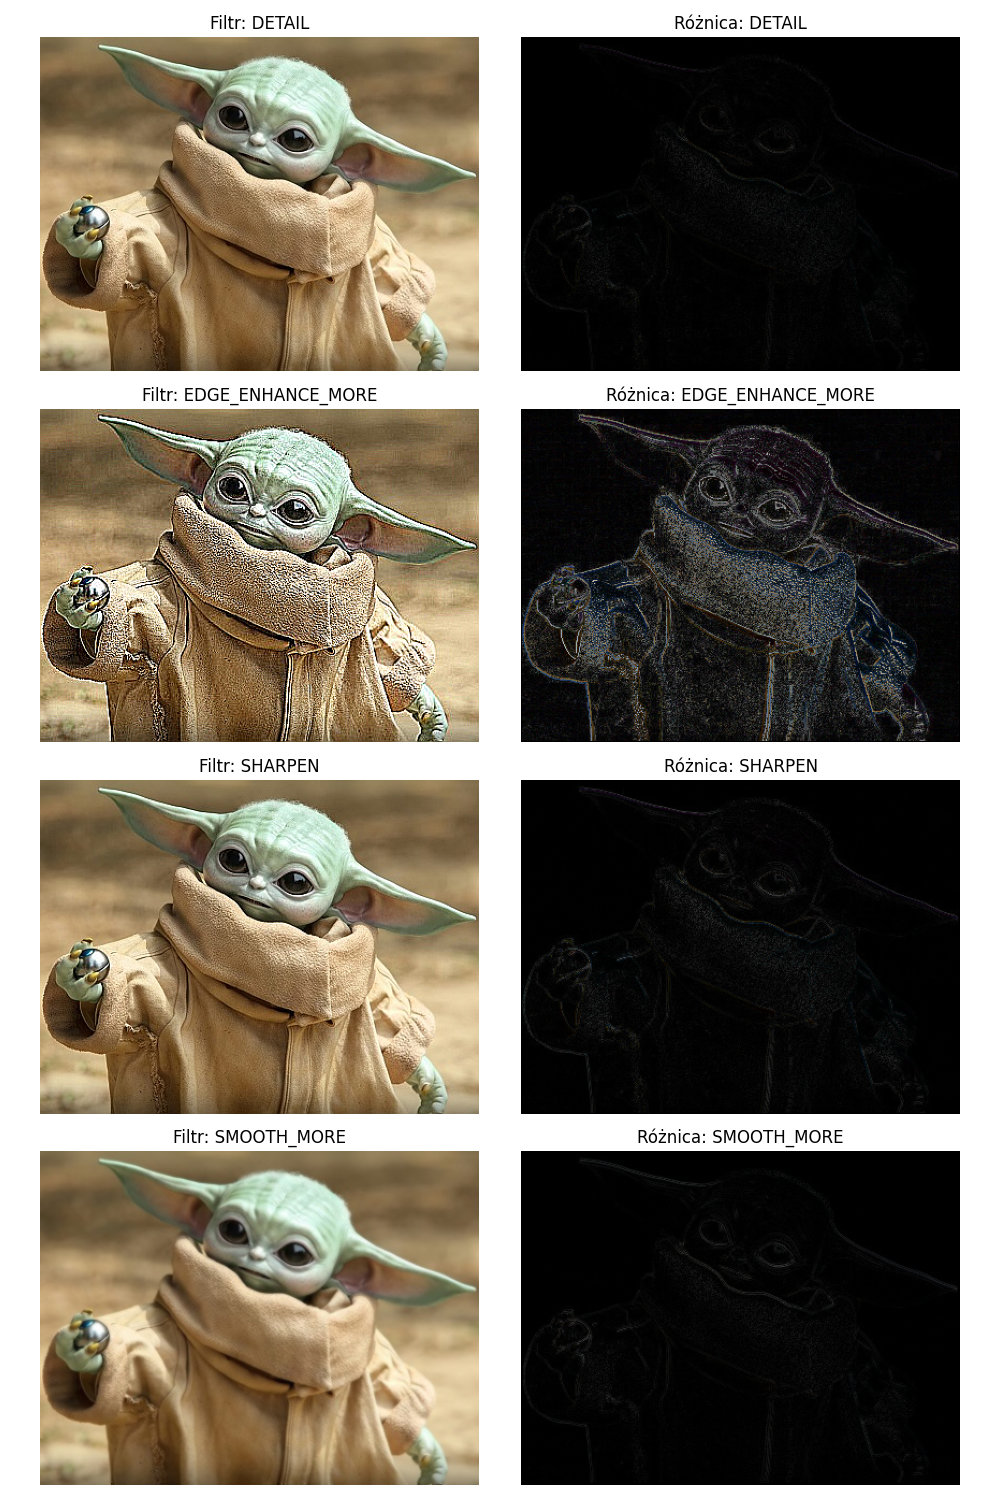 Filtr: DETAIL
Różnica: DETAIL
Filtr: EDGE_ENHANCE_MORE
Różnica: EDGE_ENHANCE_MORE
Filtr: SHARPEN
Różnica: SHARPEN
Filtr: SMOOTH_MORE
Różnica: SMOOTH_MORE